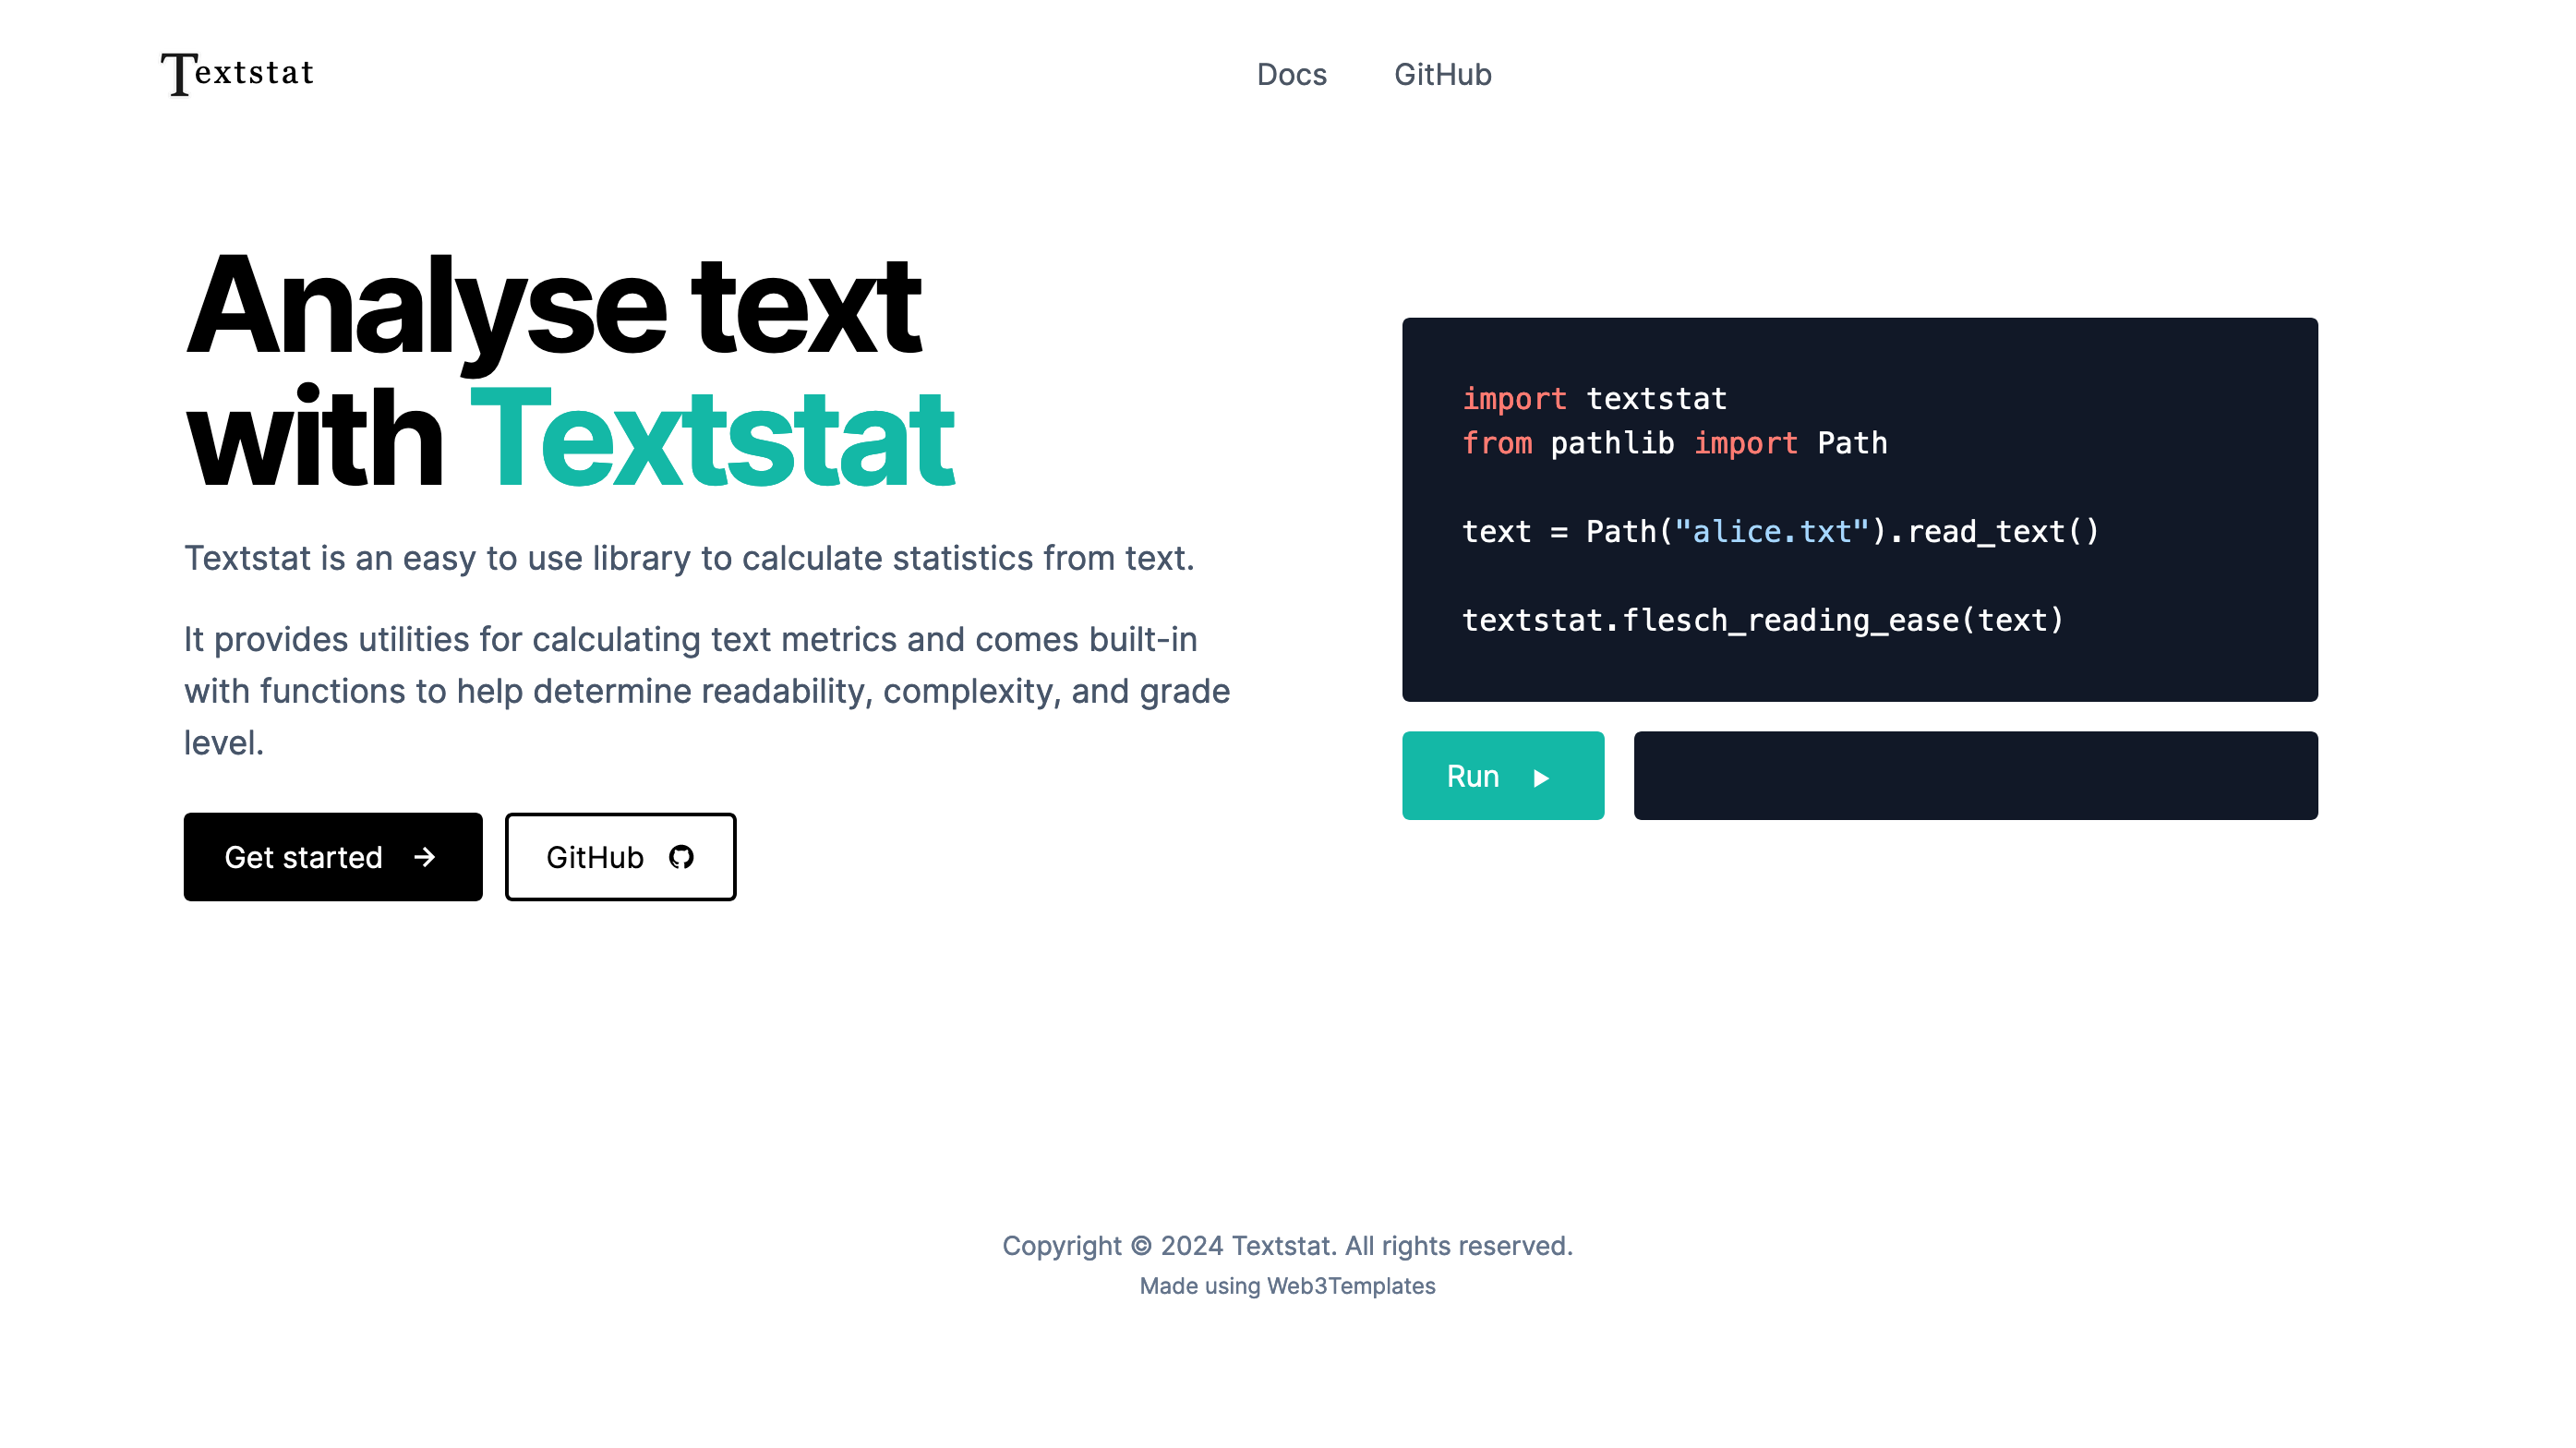 Textstat
Docs
GitHub
Analyse text
with Textstat
Textstat is an easy to use library to calculate statistics from text.
It provides utilities for calculating text metrics and comes built-in
with functions to help determine readability, complexity, and grade
level.
Get started
GitHub
import textstat
from pathlib import Path
text = Path("alice.txt").read_text()
textstat.flesch_reading_ease(text)
Run
Copyright © 2024 Textstat. All rights reserved.
Made using Web3Templates